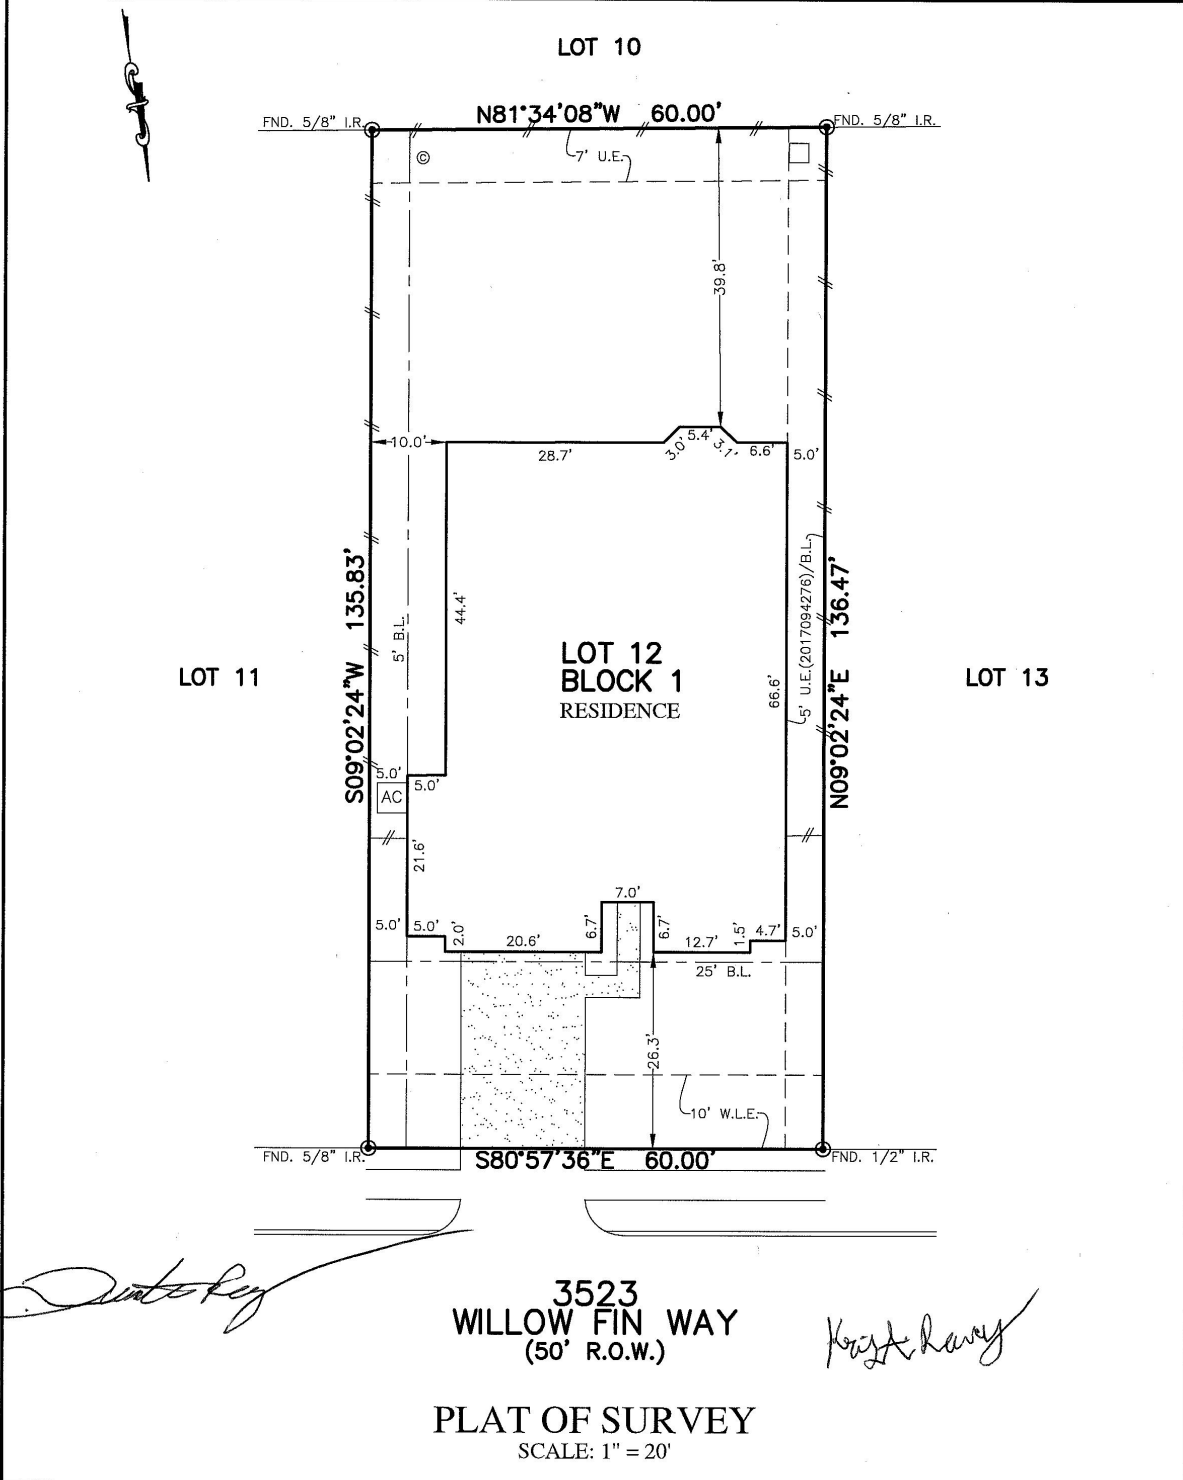 LOT 10
N81°34'08"W 60.00'
FND. 5/8" I.R.
FND. 5/8" I.R.
©
7' U.E.
39.8'
10.0'
28.7'
3.0'
5.4'
3.1'
6.6'
5.0'
S09°02'24"W 135.83'
5' B.L.
44.4'
LOT 11
LOT 12
BLOCK 1
RESIDENCE
66.6'
5' U.E.(2017094276)/B.L.
N09°02'24"E 136.47'
LOT 13
5.0'
5.0'
AC
21.6'
7.0'
5.0'
5.0'
2.0'
20.6'
6.7'
6.7'
12.7'
1.5'
4.7'
5.0'
25' B.L.
26.3'
10' W.L.E.
FND. 5/8" I.R.
S80°57'36"E 60.00'
FND. 1/2" I.R.
3523
WILLOW FIN WAY
(50' R.O.W.)
PLAT OF SURVEY
SCALE: 1" = 20'